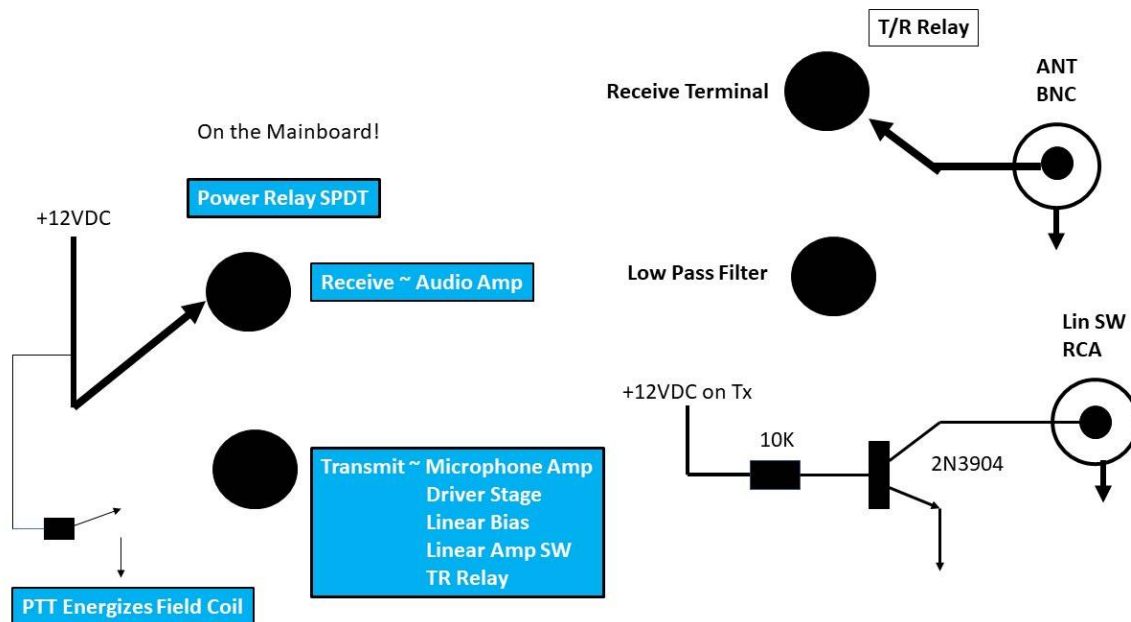 T/R Relay
Receive Terminal
ANT
BNC
On the Mainboard!
Power Relay SPDT
+12VDC
Receive ~ Audio Amp
Low Pass Filter
Lin SW
RCA
+12VDC on Tx
10K
2N3904
Transmit ~ Microphone Amp
Driver Stage
Linear Bias
Linear Amp SW
TR Relay
PTT Energizes Field Coil